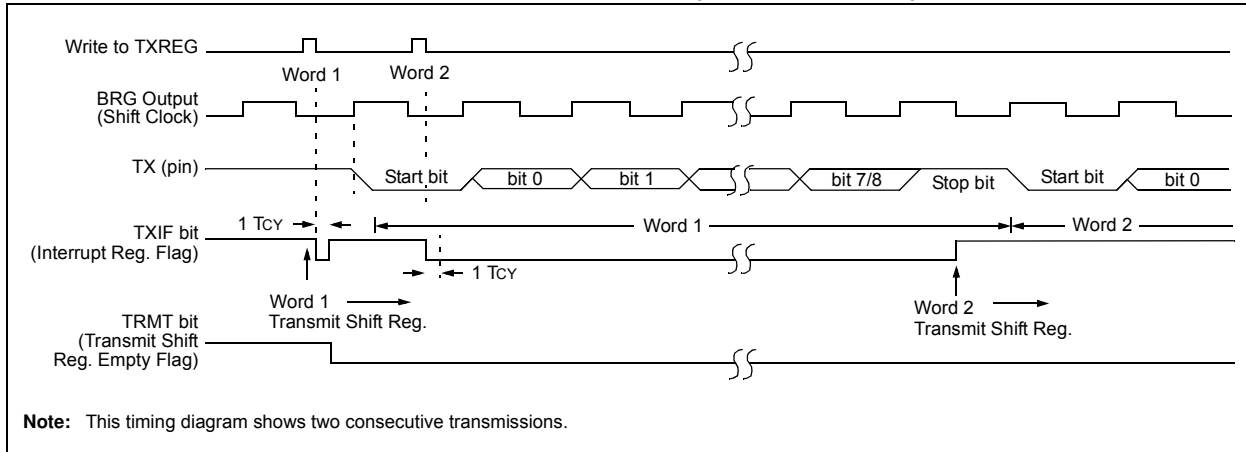 Write to TXREG
Word 1
Word 2
BRG Output
(Shift Clock)
TX (pin)
Start bit
bit 0
bit 1
bit 7/8
Stop bit
Start bit
bit 0
1 TCY
Word 1
Word 2
TXIF bit
(Interrupt Reg. Flag)
1 TCY
Word 1
Transmit Shift Reg.
Word 2
Transmit Shift Reg.
TRMT bit
(Transmit Shift
Reg. Empty Flag)
Note: This timing diagram shows two consecutive transmissions.